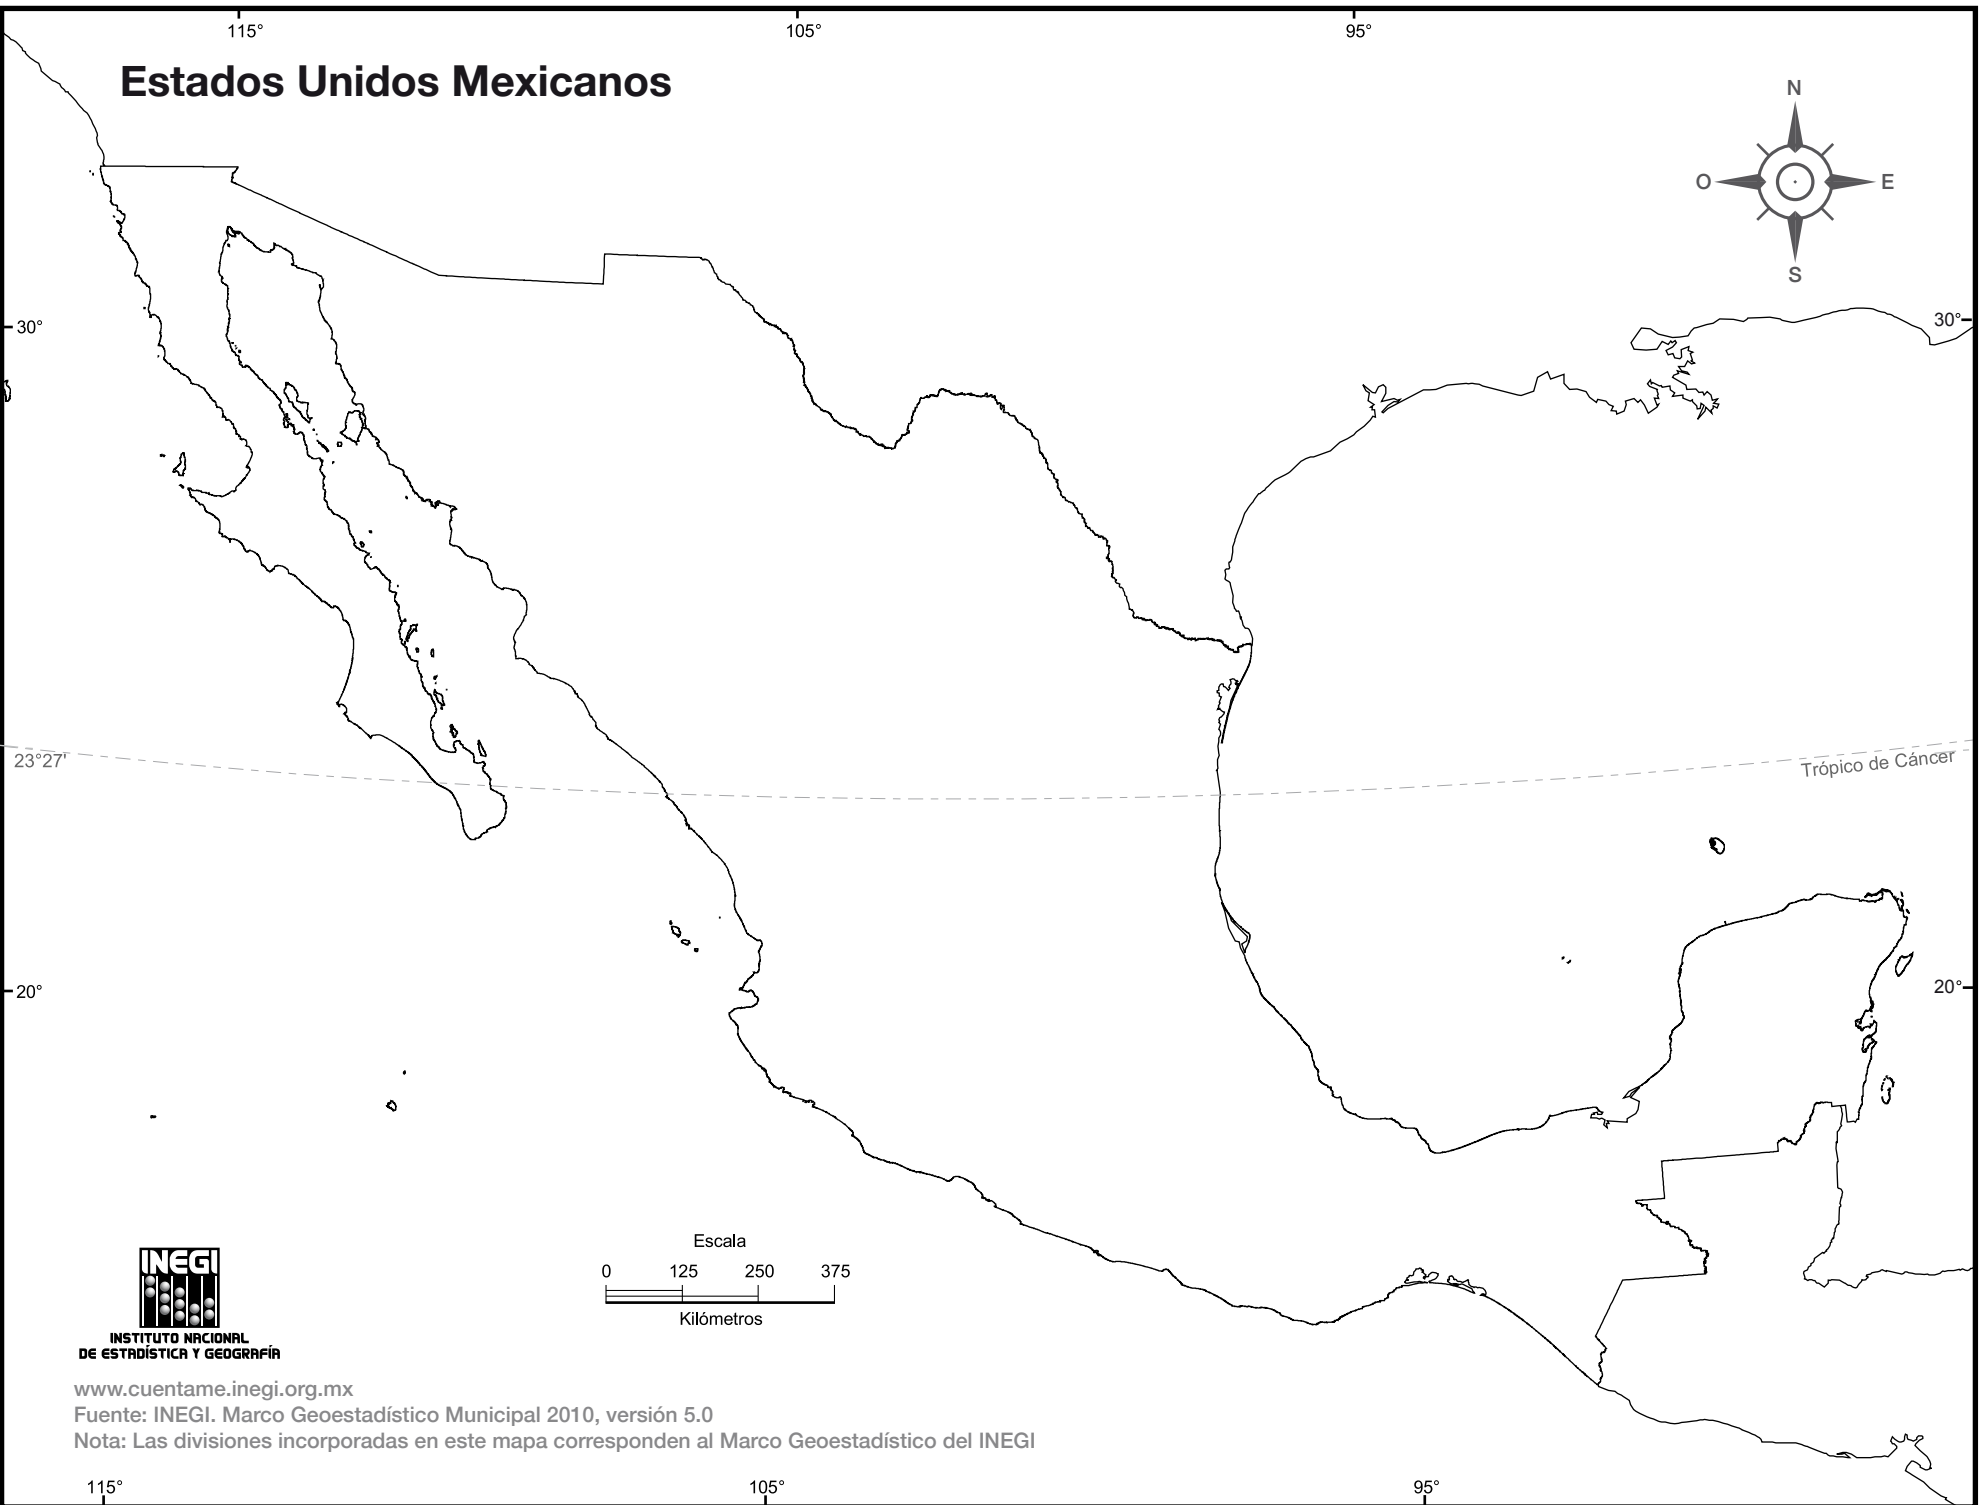 115°
105°
95°
Estados Unidos Mexicanos
N
O
E
S
30°
30°
23°27'
Trópico de Cáncer
20°
20°
Escala
0 125 250 375
Kilómetros
INEGI
INSTITUTO NACIONAL
DE ESTADÍSTICA Y GEOGRAFÍA
www.cuentame.inegi.org.mx
Fuente: INEGI. Marco Geoestadístico Municipal 2010, versión 5.0
Nota: Las divisiones incorporadas en este mapa corresponden al Marco Geoestadístico del INEGI
115°
105°
95°